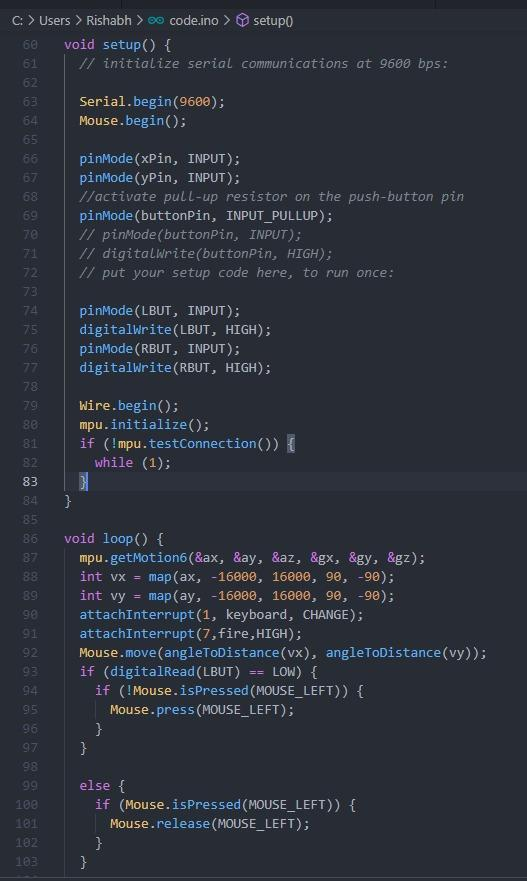 C: > Users > Rishabh > code.ino > setup()
60 void setup() {
61 // initialize serial communications at 9600 bps:
62
63 Serial.begin(9600);
64 Mouse.begin();
65
66 pinMode(xPin, INPUT);
67 pinMode(yPin, INPUT);
68 //activate pull-up resistor on the push-button pin
69 pinMode(buttonPin, INPUT_PULLUP);
70 // pinMode(buttonPin, INPUT);
71 // digitalWrite(buttonPin, HIGH);
72 // put your setup code here, to run once:
73
74 pinMode(LBUT, INPUT);
75 digitalWrite(LBUT, HIGH);
76 pinMode(RBUT, INPUT);
77 digitalWrite(RBUT, HIGH);
78
79 Wire.begin();
80 mpu.initialize();
81 if (!mpu.testConnection()) {
82 while (1);
83 }
84 }
85
86 void loop() {
87 mpu.getMotion6(&ax, &ay, &az, &gx, &gy, &gz);
88 int vx = map(ax, -16000, 16000, 90, -90);
89 int vy = map(ay, -16000, 16000, 90, -90);
90 attachInterrupt(1, keyboard, CHANGE);
91 attachInterrupt(7,fire,HIGH);
92 Mouse.move(angleToDistance(vx), angleToDistance(vy));
93 if (digitalRead(LBUT) == LOW) {
94 if (!Mouse.isPressed(MOUSE_LEFT)) {
95 Mouse.press(MOUSE_LEFT);
96 }
97 }
98
99 else {
100 if (Mouse.isPressed(MOUSE_LEFT)) {
101 Mouse.release(MOUSE_LEFT);
102 }
103 }